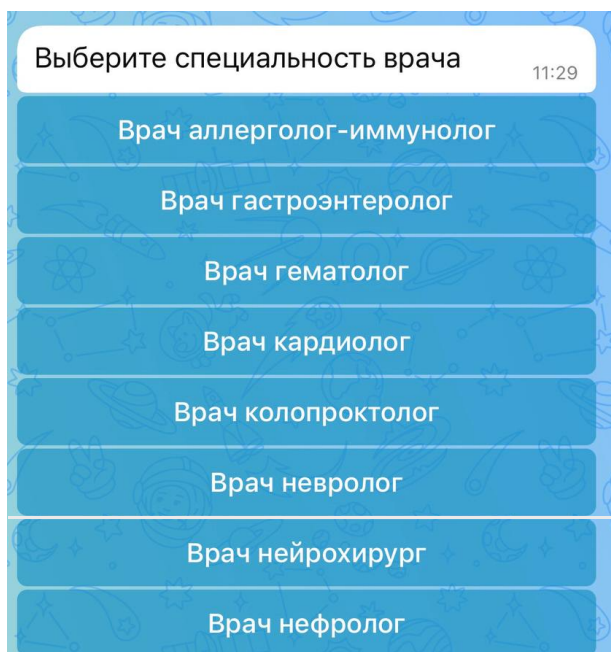 Выберите специальность врача
11:29
Врач аллерголог-иммунолог
Врач гастроэнтеролог
Врач гематолог
Врач кардиолог
Врач колопроктолог
Врач невролог
Врач нейрохирург
Врач нефролог